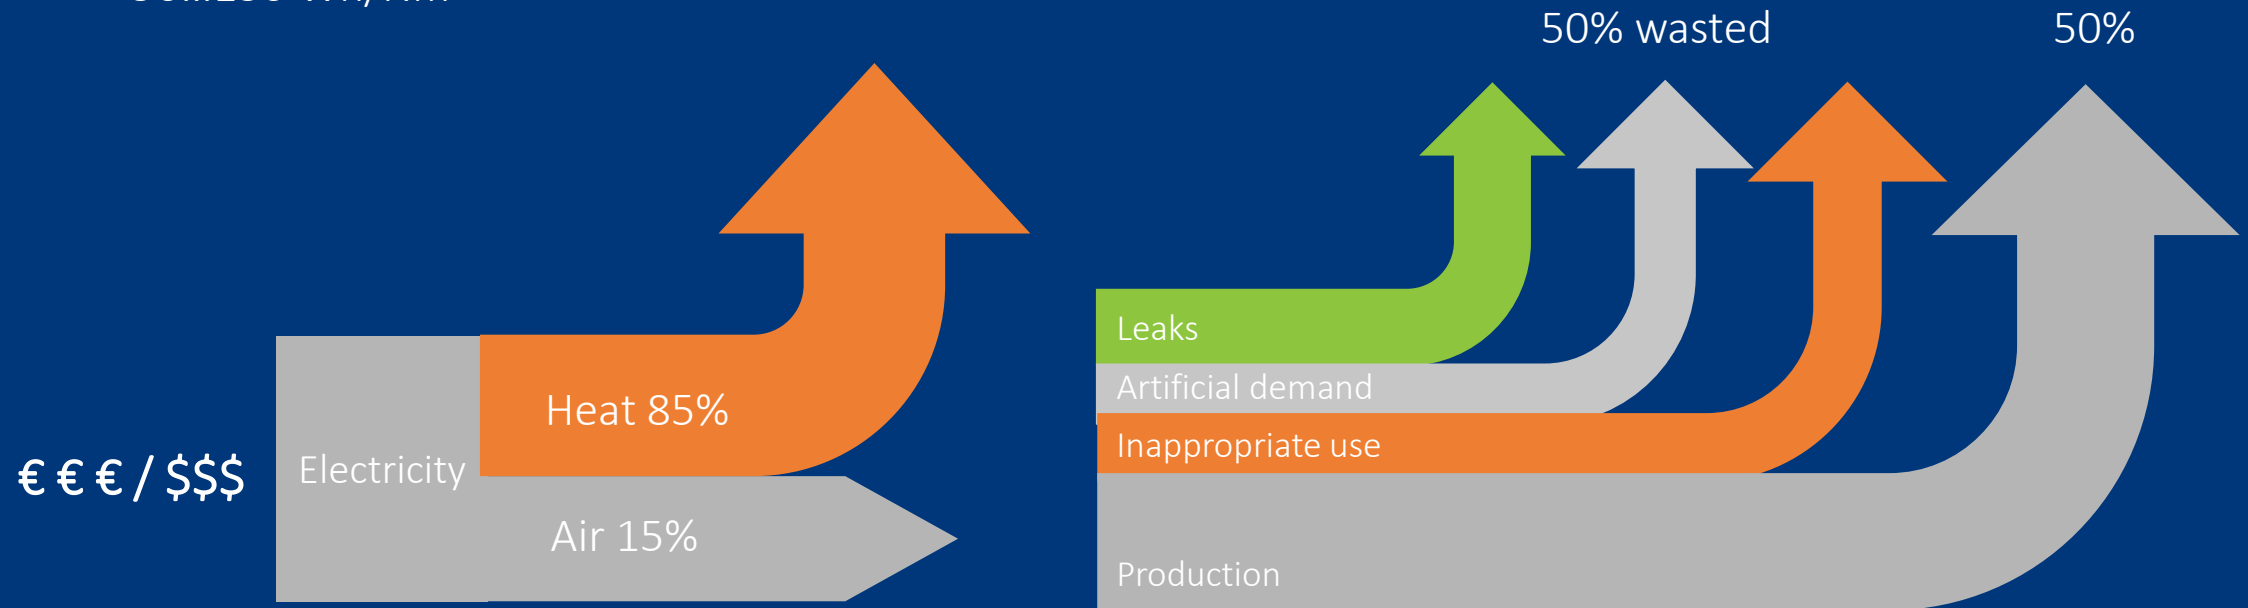 50% wasted
50%
Leaks
Artificial demand
Heat 85%
Inappropriate use
€ € € / $$$
Electricity
Air 15%
Production